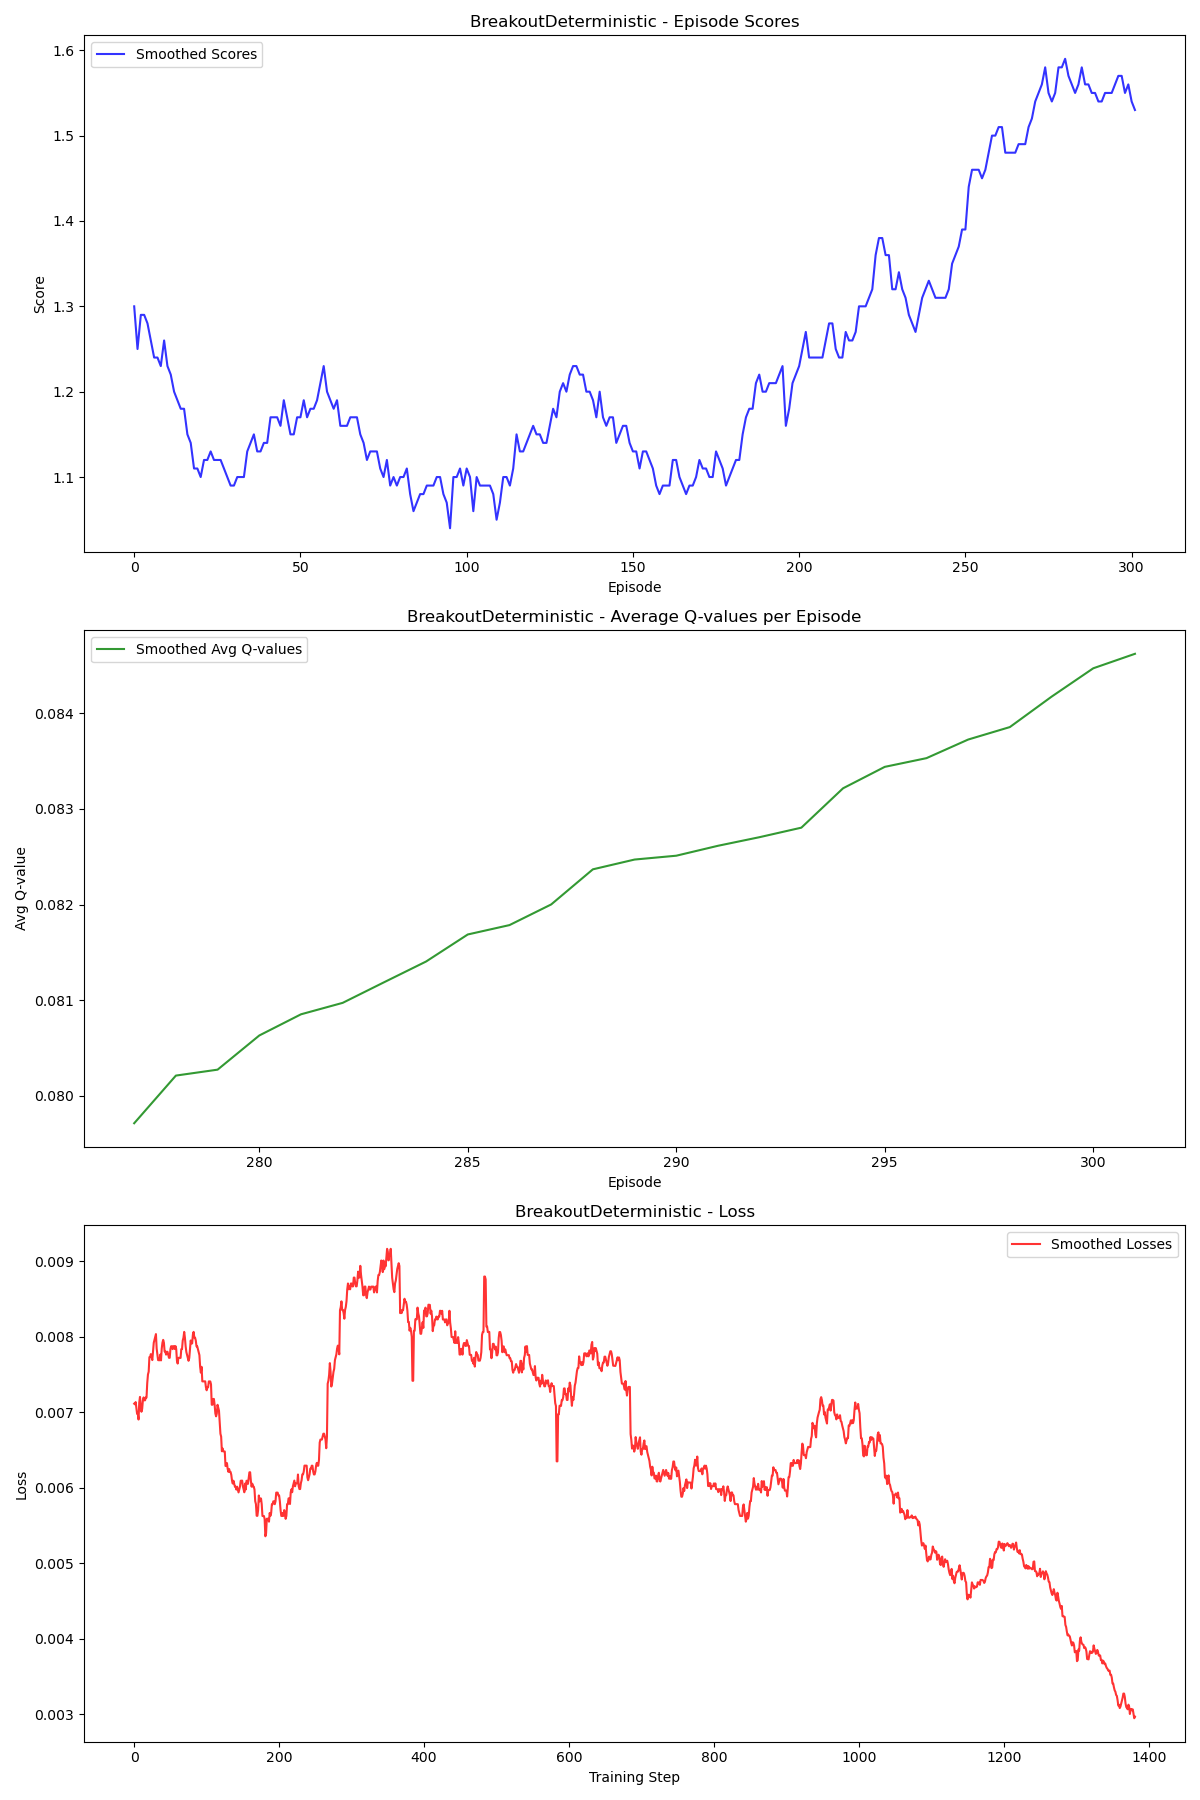 BreakoutDeterministic - Episode Scores
Smoothed Scores
1.6
1.5
1.4
1.3
1.2
1.1
Score
0 50 100 150 200 250 300
Episode
BreakoutDeterministic - Average Q-values per Episode
Smoothed Avg Q-values
0.084
0.083
0.082
0.081
0.080
Avg Q-value
280 285 290 295 300
Episode
BreakoutDeterministic - Loss
Smoothed Losses
0.009
0.008
0.007
0.006
0.005
0.004
0.003
Loss
0 200 400 600 800 1000 1200 1400
Training Step